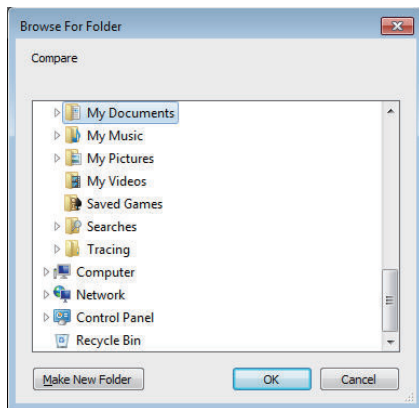 Browse For Folder
Compare
My Documents
My Music
My Pictures
My Videos
Saved Games
Searches
Tracing
Computer
Network
Control Panel
Recycle Bin
Make New Folder OK Cancel